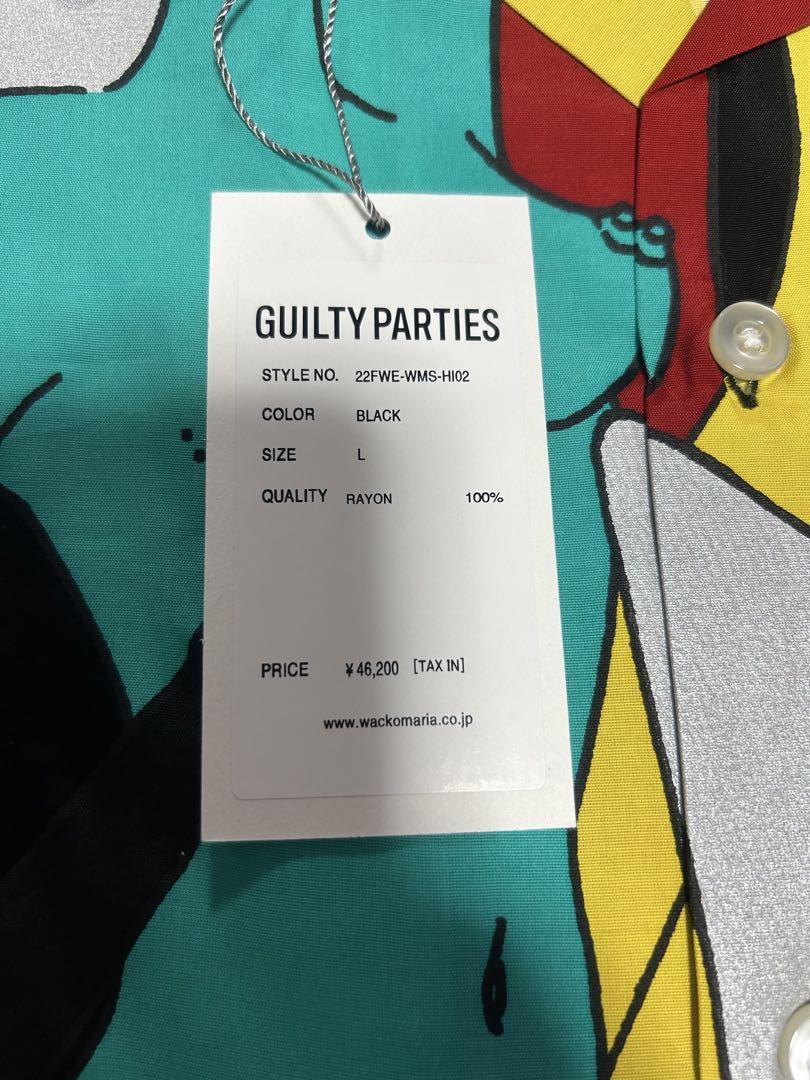 GUILTY PARTIES
STYLE NO. 22FWE-WMS-HI02
COLOR BLACK
SIZE L
QUALITY RAYON 100%
PRICE ¥46,200 [TAX IN]
www.wackomaria.co.jp